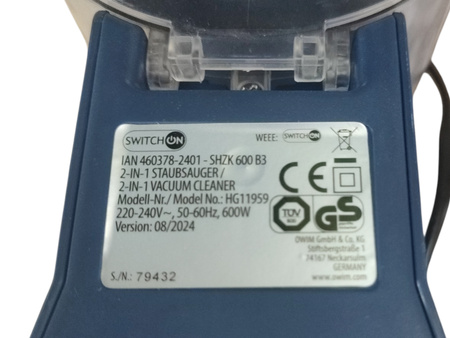 SWITCH ON
WEEE: SWITCH ON
IAN 460378-2401 - SHZK 600 B3
2-IN-1 STAUBSAUGER /
2-IN-1 VACUUM CLEANER
Modell-Nr./ Model No.: HG11959
220-240V~, 50-60Hz, 600W
Version: 08/2024
CE
TÜV
GS
OWIM GmbH & Co. KG
Stiftsbergstraße 1
74167 Neckarsulm
GERMANY
www.owim.com
S./N.: 79432